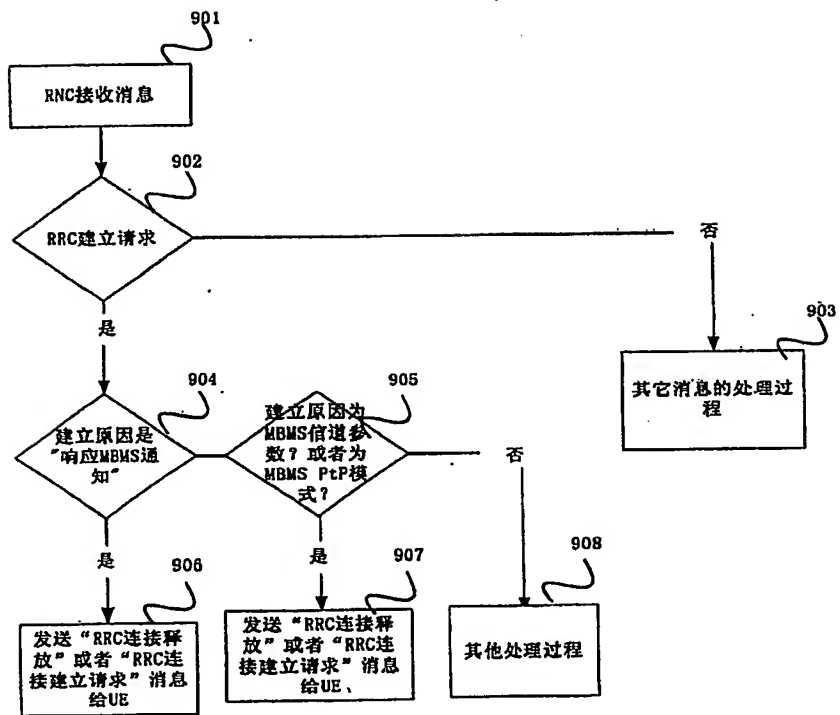 901
RNC接收消息
902
RRC建立请求
否
903
其它消息的处理过
程
是
904
建立原因是
“响应MBMS通
知”
905
建立原因为
MBMS信道参
数？或者为
MBMS PtP模
式？
否
是
906
发送“RRC连接释
放”或者“RRC连
接建立请求”消息
给UE
是
907
发送“RRC连接释
放”或者“RRC连
接建立请求”消息
给UE、
908
其他处理过程